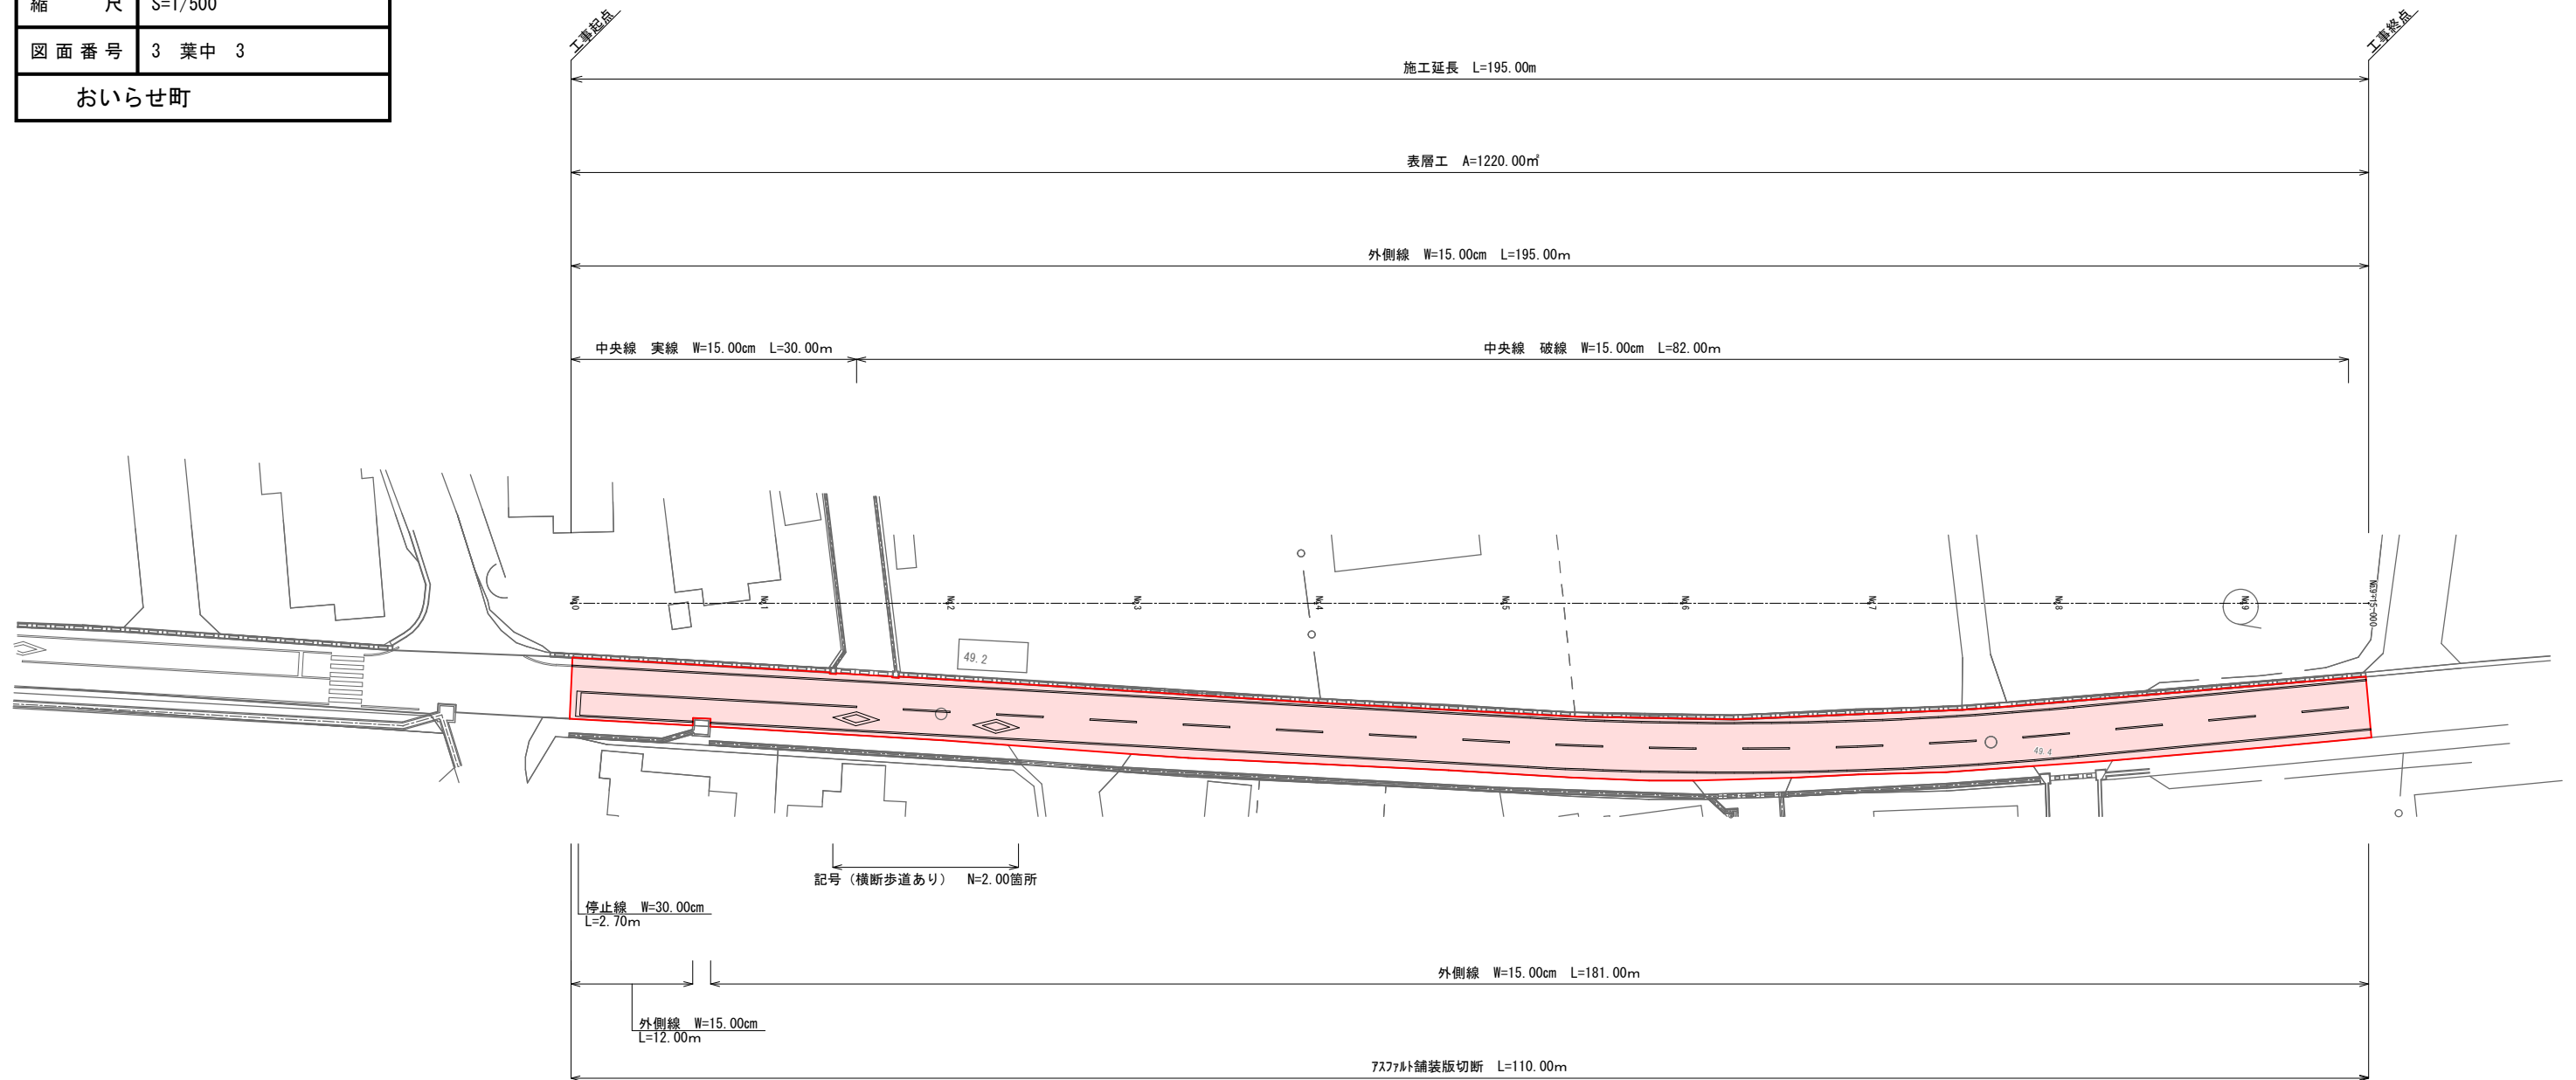 縮 尺 S=1/500
図面番号 3 葉中 3
おいらせ町
工事起点
工事終点
施工延長 L=195.00m
表層工 A=1220.00㎡
外側線 W=15.00cm L=195.00m
中央線 実線 W=15.00cm L=30.00m
中央線 破線 W=15.00cm L=82.00m
No.0
No.1
No.2
No.3
No.4
No.5
No.6
No.7
No.8
No.9
No.9+15.000
49.2
49.4
記号（横断歩道あり） N=2.00箇所
停止線 W=30.00cm
L=2.70m
外側線 W=15.00cm L=181.00m
外側線 W=15.00cm
L=12.00m
ｱｽﾌｧﾙﾄ舗装版切断 L=110.00m